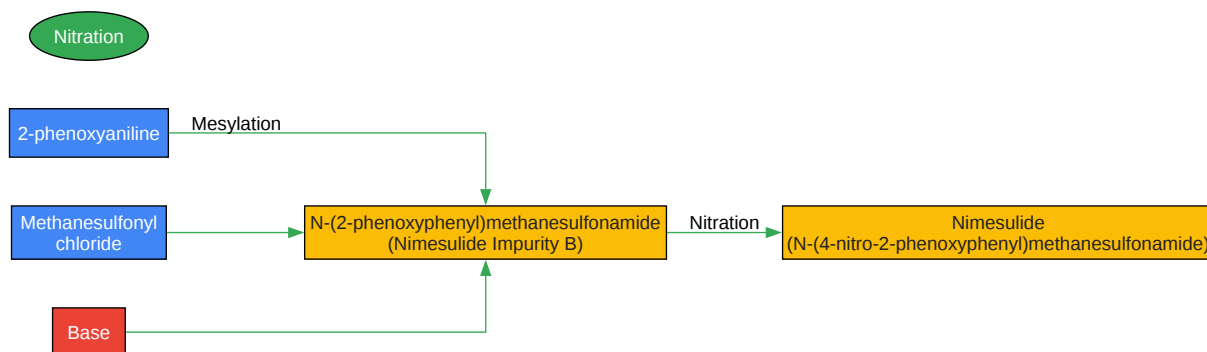 Nitration
2-phenoxyaniline
Mesylation
Methanesulfonyl
chloride
N-(2-phenoxyphenyl)methanesulfonamide
(Nimesulide Impurity B)
Nitration
Nimesulide
(N-(4-nitro-2-phenoxyphenyl)methanesulfonamide)
Base